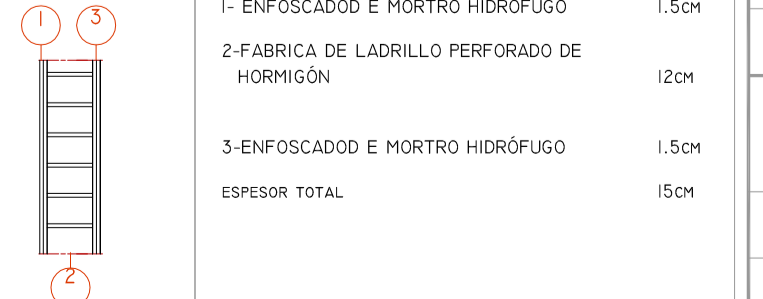 1 3
1- ENFOSCADOD E MORTRO HIDRÓFUGO 1.5CM
2-FABRICA DE LADRILLO PERFORADO DE
HORMIGÓN 12CM
3-ENFOSCADOD E MORTRO HIDRÓFUGO 1.5CM
ESPESOR TOTAL 15CM
2